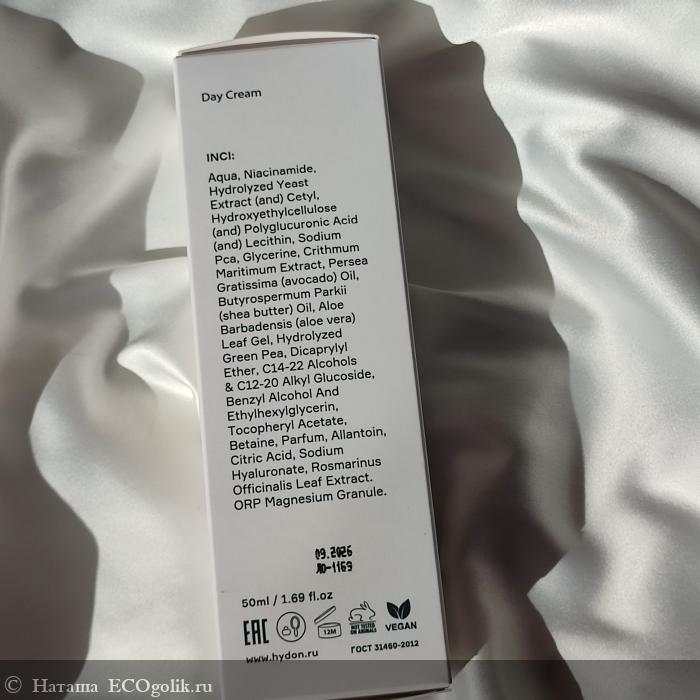 Day Cream
INCI:
Aqua, Niacinamide,
Hydrolyzed Yeast
Extract (and) Cetyl,
Hydroxyethylcellulose
(and) Polyglucuronic Acid
(and) Lecithin, Sodium
Pca, Glycerine, Crithmum
Maritimum Extract, Persea
Gratissima (avocado) Oil,
Butyrospermum Parkii
(shea butter) Oil, Aloe
Barbadensis (aloe vera)
Leaf Gel, Hydrolyzed
Green Pea, Dicaprylyl
Ether, C14-22 Alcohols
& C12-20 Alkyl Glucoside,
Benzyl Alcohol And
Ethylhexylglycerin,
Tocopheryl Acetate,
Betaine, Parfum, Allantoin,
Citric Acid, Sodium
Hyaluronate, Rosmarinus
Officinalis Leaf Extract.
ORP Magnesium Granule.
09.2026
-1169
50ml / 1.69 fl.oz
EAC
12M
NOT TESTED
ON ANIMALS
VEGAN
www.hydon.ru
ГОСТ 31460-2012
© Наташа ECOgolik.ru